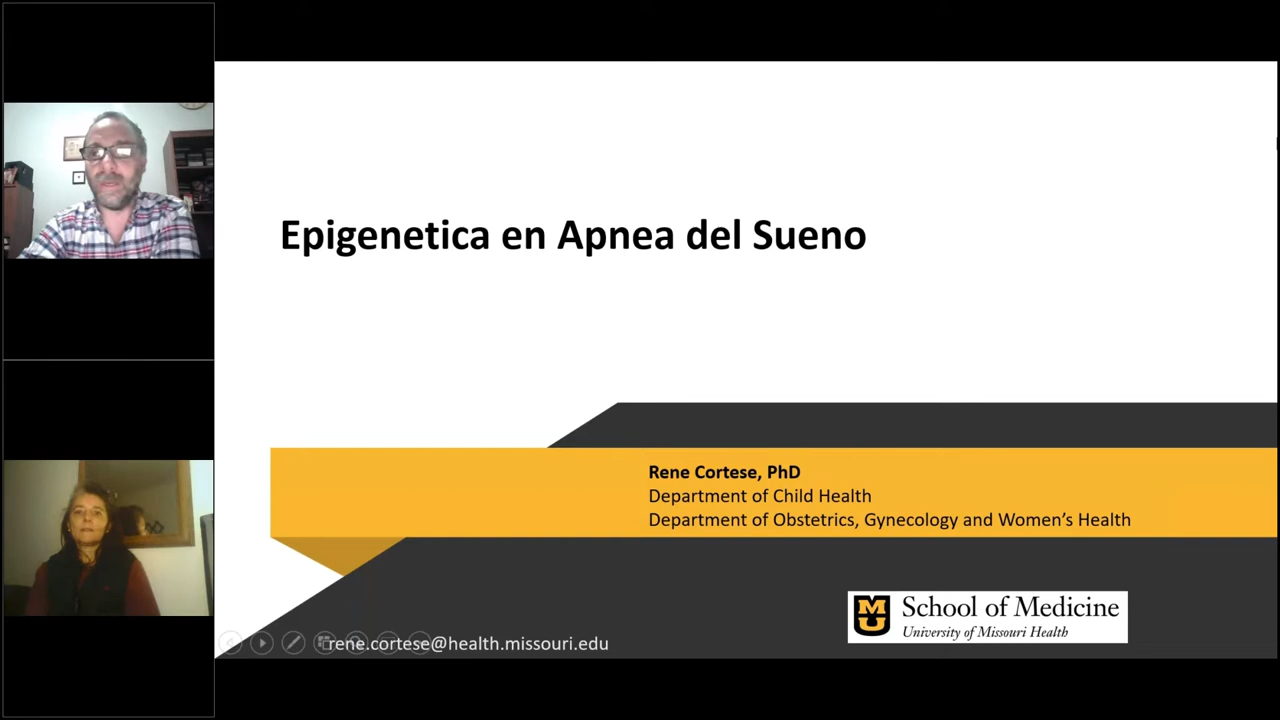 Epigenetica en Apnea del Sueno
Rene Cortese, PhD
Department of Child Health
Department of Obstetrics, Gynecology and Women's Health
MU
School of Medicine
University of Missouri Health
rene.cortese@health.missouri.edu